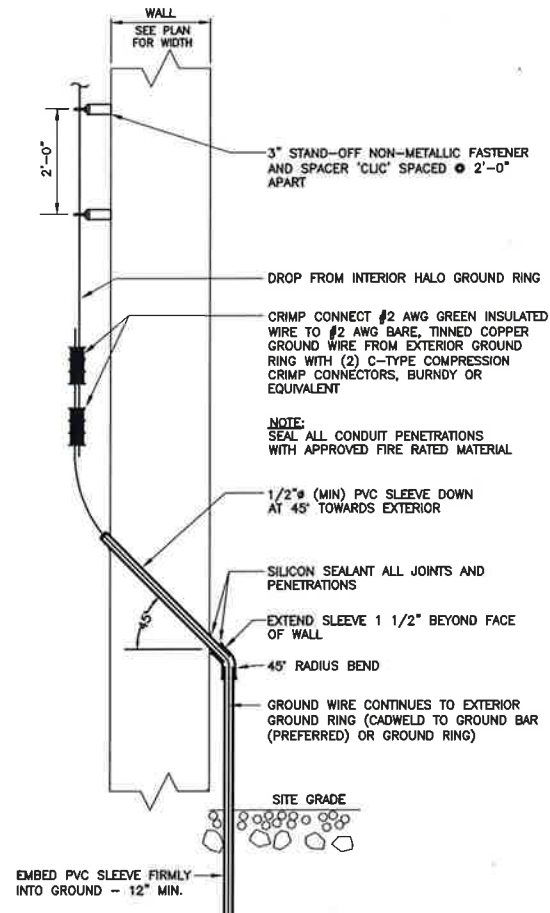 WALL
SEE PLAN
FOR WIDTH
2'-0"
3" STAND-OFF NON-METALLIC FASTENER
AND SPACER 'CLIC' SPACED @ 2'-0"
APART
DROP FROM INTERIOR HALO GROUND RING
CRIMP CONNECT #2 AWG GREEN INSULATED
WIRE TO #2 AWG BARE, TINNED COPPER
GROUND WIRE FROM EXTERIOR GROUND
RING WITH (2) C-TYPE COMPRESSION
CRIMP CONNECTORS, BURNDY OR
EQUIVALENT
NOTE:
SEAL ALL CONDUIT PENETRATIONS
WITH APPROVED FIRE RATED MATERIAL
1/2"ø (MIN) PVC SLEEVE DOWN
AT 45° TOWARDS EXTERIOR
SILICON SEALANT ALL JOINTS AND
PENETRATIONS
45°
EXTEND SLEEVE 1 1/2" BEYOND FACE
OF WALL
45° RADIUS BEND
GROUND WIRE CONTINUES TO EXTERIOR
GROUND RING (CADWELD TO GROUND BAR
(PREFERRED) OR GROUND RING)
SITE GRADE
EMBED PVC SLEEVE FIRMLY
INTO GROUND - 12" MIN.